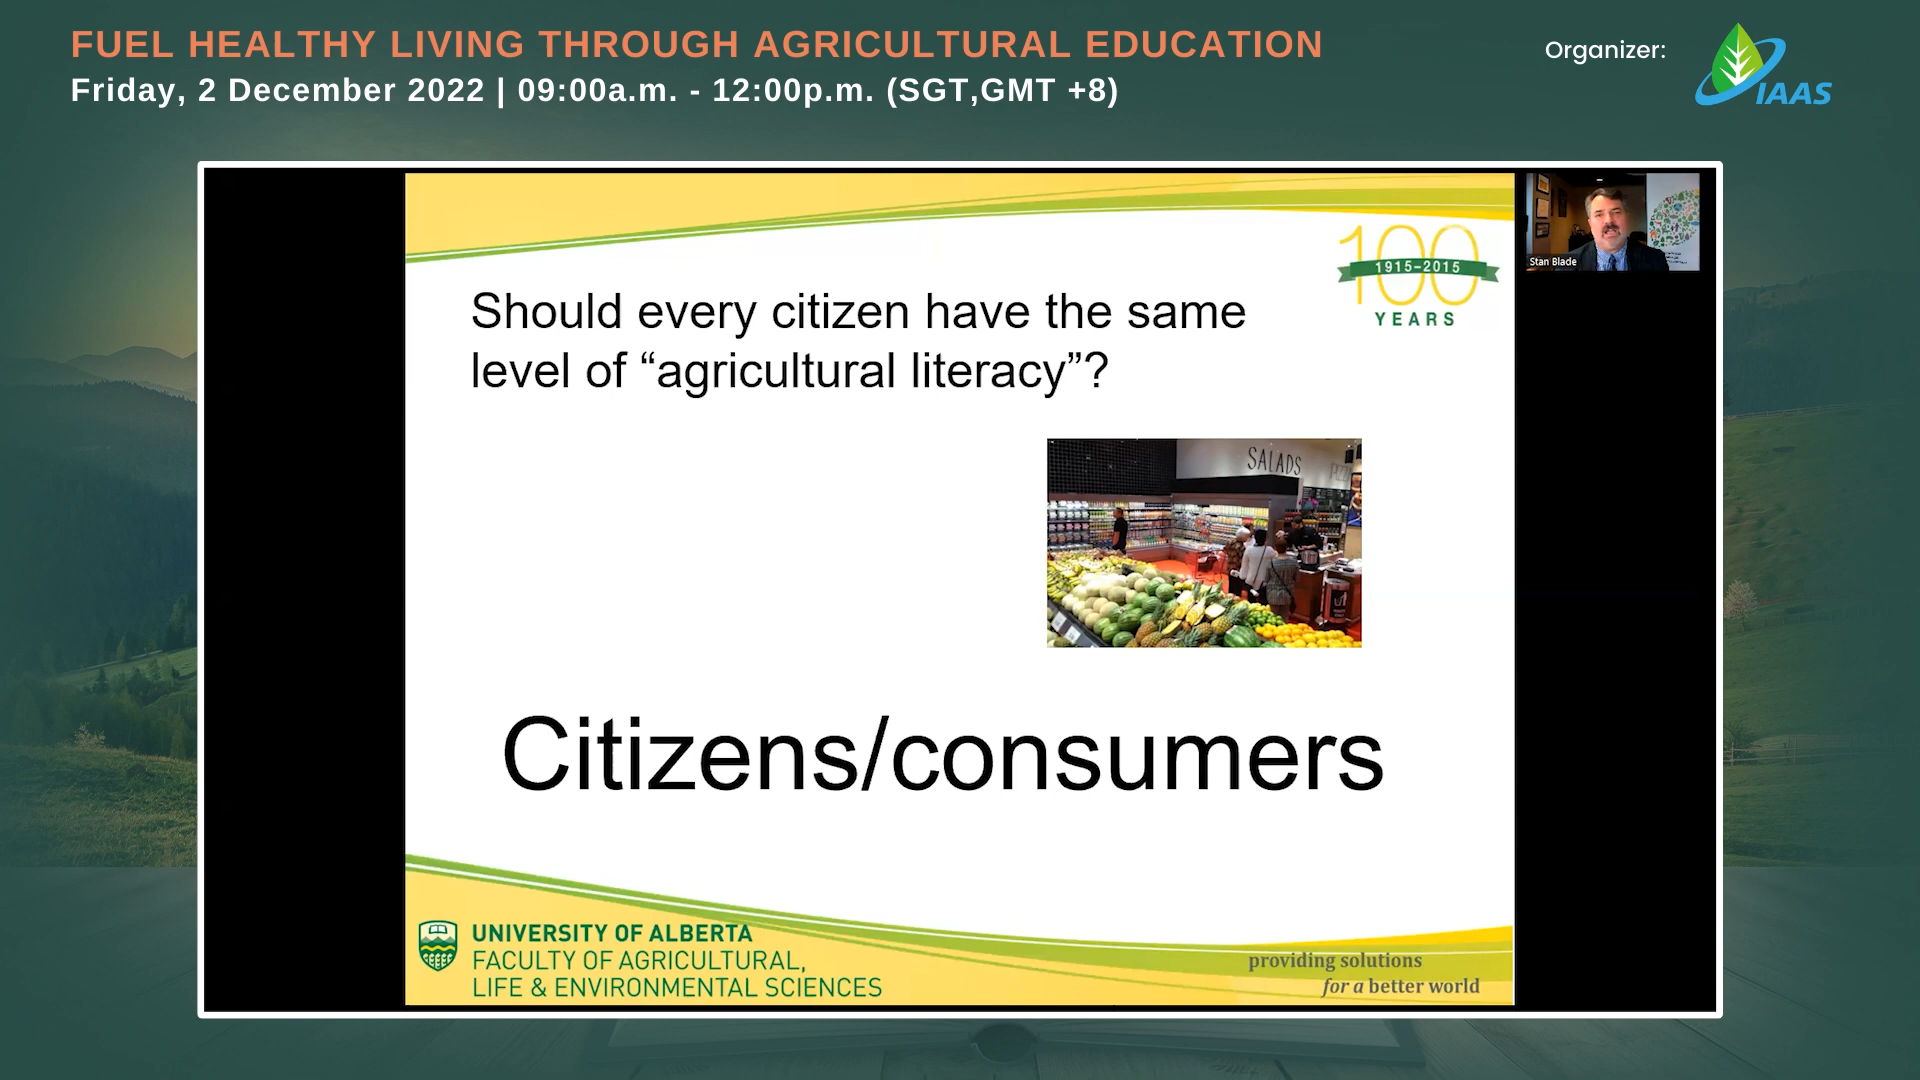 FUEL HEALTHY LIVING THROUGH AGRICULTURAL EDUCATION
Friday, 2 December 2022 | 09:00a.m. - 12:00p.m. (SGT,GMT +8)
Organizer:
IAAS
Stan Blade
100
1915-2015
YEARS
Should every citizen have the same
level of “agricultural literacy”?
SALADS
Citizens/consumers
UNIVERSITY OF ALBERTA
FACULTY OF AGRICULTURAL,
LIFE & ENVIRONMENTAL SCIENCES
providing solutions
for a better world